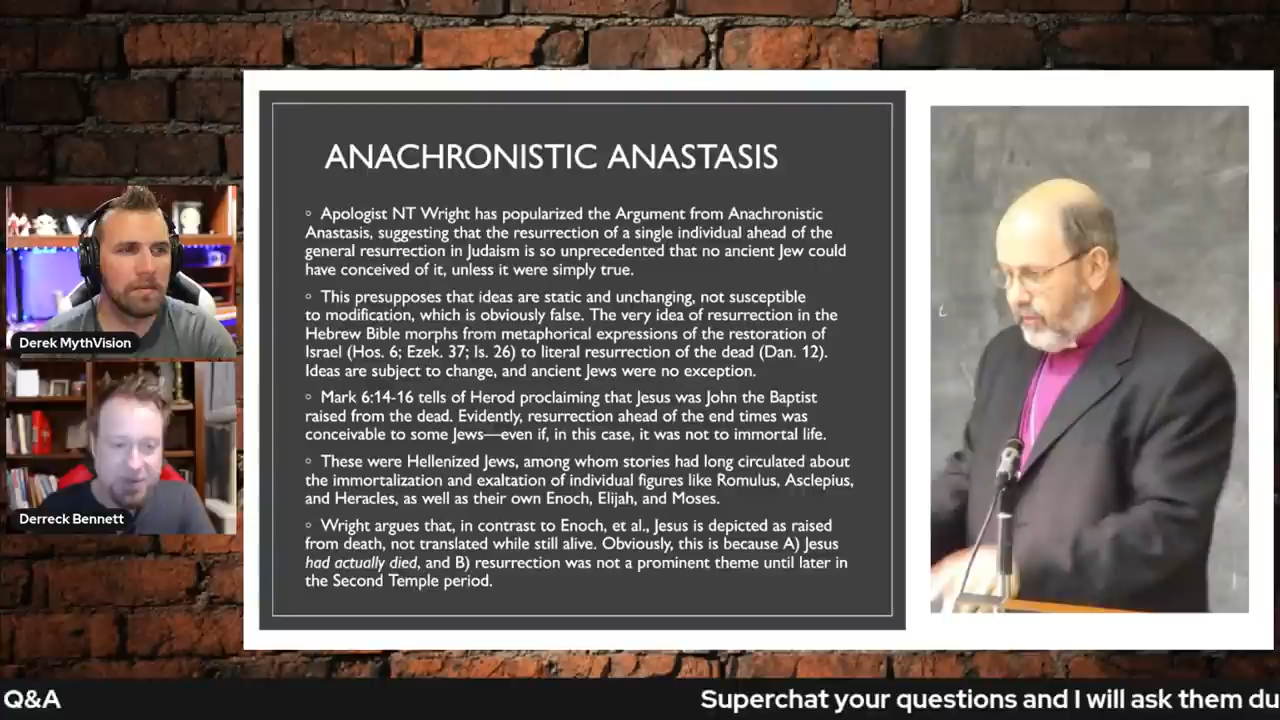 ANACHRONISTIC ANASTASIS
◦ Apologist NT Wright has popularized the Argument from Anachronistic
Anastasis, suggesting that the resurrection of a single individual ahead of the
general resurrection in Judaism is so unprecedented that no ancient Jew could
have conceived of it, unless it were simply true.
◦ This presupposes that ideas are static and unchanging, not susceptible
to modification, which is obviously false. The very idea of resurrection in the
Hebrew Bible morphs from metaphorical expressions of the restoration of
Israel (Hos. 6; Ezek. 37; Is. 26) to literal resurrection of the dead (Dan. 12).
Ideas are subject to change, and ancient Jews were no exception.
◦ Mark 6:14-16 tells of Herod proclaiming that Jesus was John the Baptist
raised from the dead. Evidently, resurrection ahead of the end times was
conceivable to some Jews—even if, in this case, it was not to immortal life.
◦ These were Hellenized Jews, among whom stories had long circulated about
the immortalization and exaltation of individual figures like Romulus, Asclepius,
and Heracles, as well as their own Enoch, Elijah, and Moses.
◦ Wright argues that, in contrast to Enoch, et al., Jesus is depicted as raised
from death, not translated while still alive. Obviously, this is because A) Jesus
had actually died, and B) resurrection was not a prominent theme until later in
the Second Temple period.
Derek MythVision
Derreck Bennett
Q&A
Superchat your questions and I will ask them du